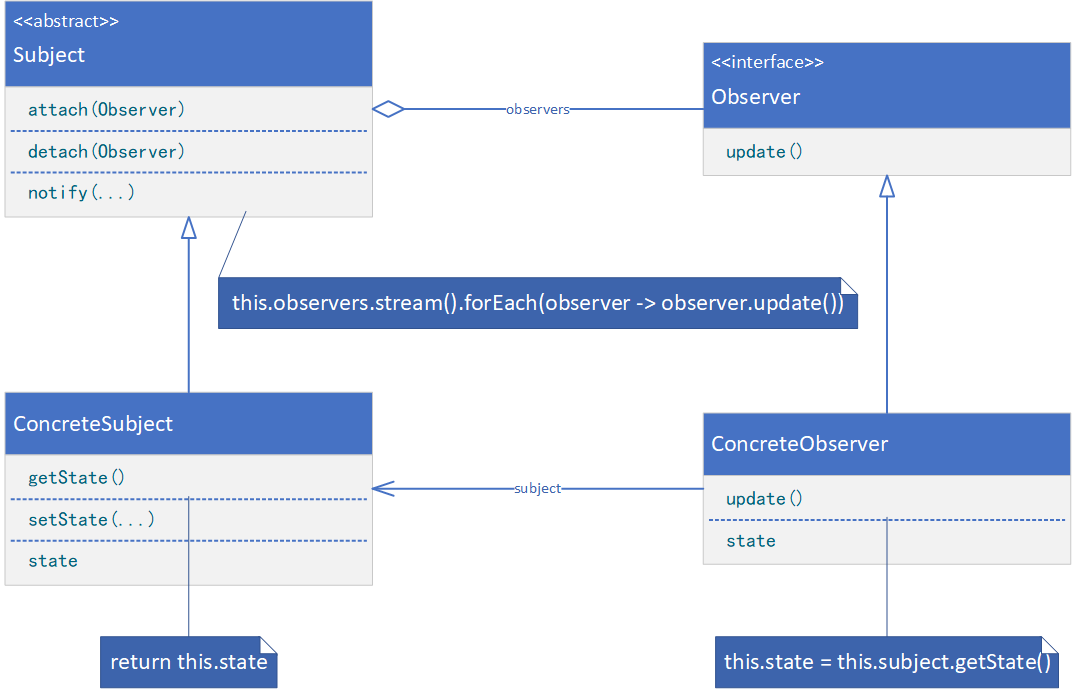 <<abstract>>
Subject
attach(Observer)
detach(Observer)
notify(...)
observers
<<interface>>
Observer
update()
this.observers.stream().forEach(observer -> observer.update())
ConcreteSubject
getState()
setState(...)
state
subject
ConcreteObserver
update()
state
return this.state
this.state = this.subject.getState()